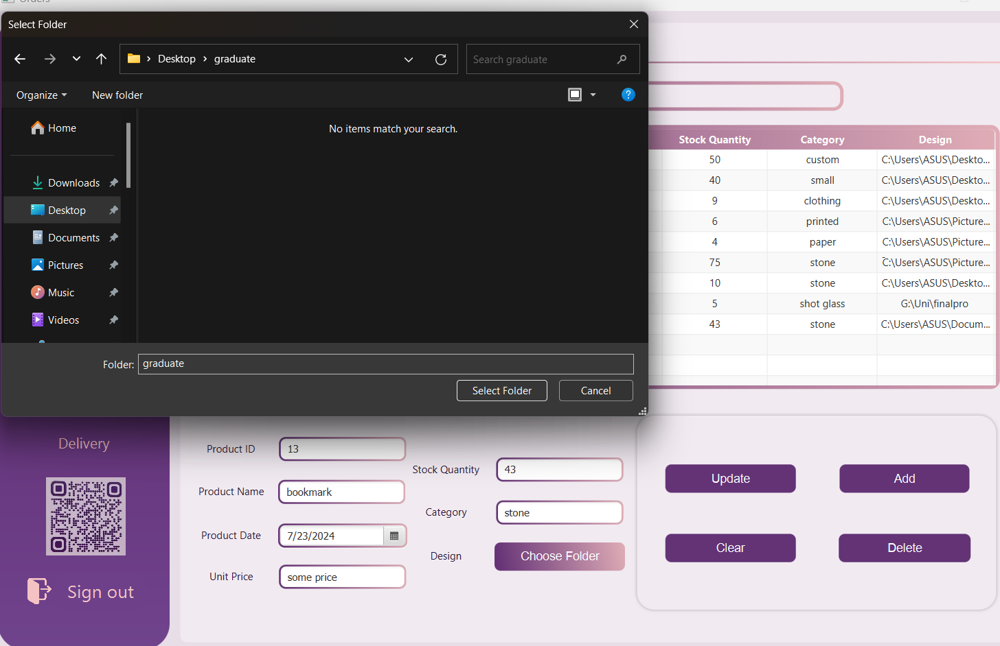 Orders
Select Folder
Desktop > graduate
Search graduate
Organize
New folder
?
Home
Downloads
Desktop
Documents
Pictures
Music
Videos
No items match your search.
Folder: graduate
Select Folder
Cancel
Stock Quantity Category Design
50 custom C:\Users\ASUS\Deskto...
40 small C:\Users\ASUS\Deskto...
9 clothing C:\Users\ASUS\Deskto...
6 printed C:\Users\ASUS\Picture...
4 paper C:\Users\ASUS\Picture...
75 stone C:\Users\ASUS\Picture...
10 stone C:\Users\ASUS\Deskto...
5 shot glass G:\Uni\finalpro
43 stone C:\Users\ASUS\Docum...
Delivery
Sign out
Product ID 13
Product Name bookmark
Product Date 7/23/2024
Unit Price some price
Stock Quantity 43
Category stone
Design Choose Folder
Update
Add
Clear
Delete